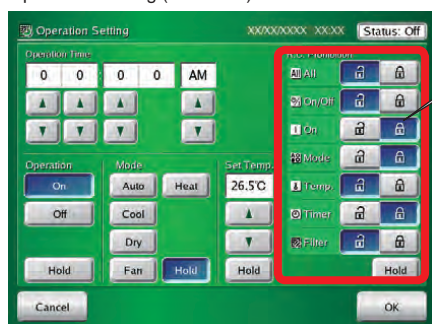 Operation Setting XX/XX/XXXX XX:XX Status: Off
Operation Time
0 0 : 0 0 AM
R.C. Prohibition
All All
On/Off
On
Mode
Temp.
Timer
Filter
Hold
Operation
On
Off
Hold
Mode
Auto Heat
Cool
Dry
Fan Hold
Set Temp.
26.5°C
Hold
Cancel OK